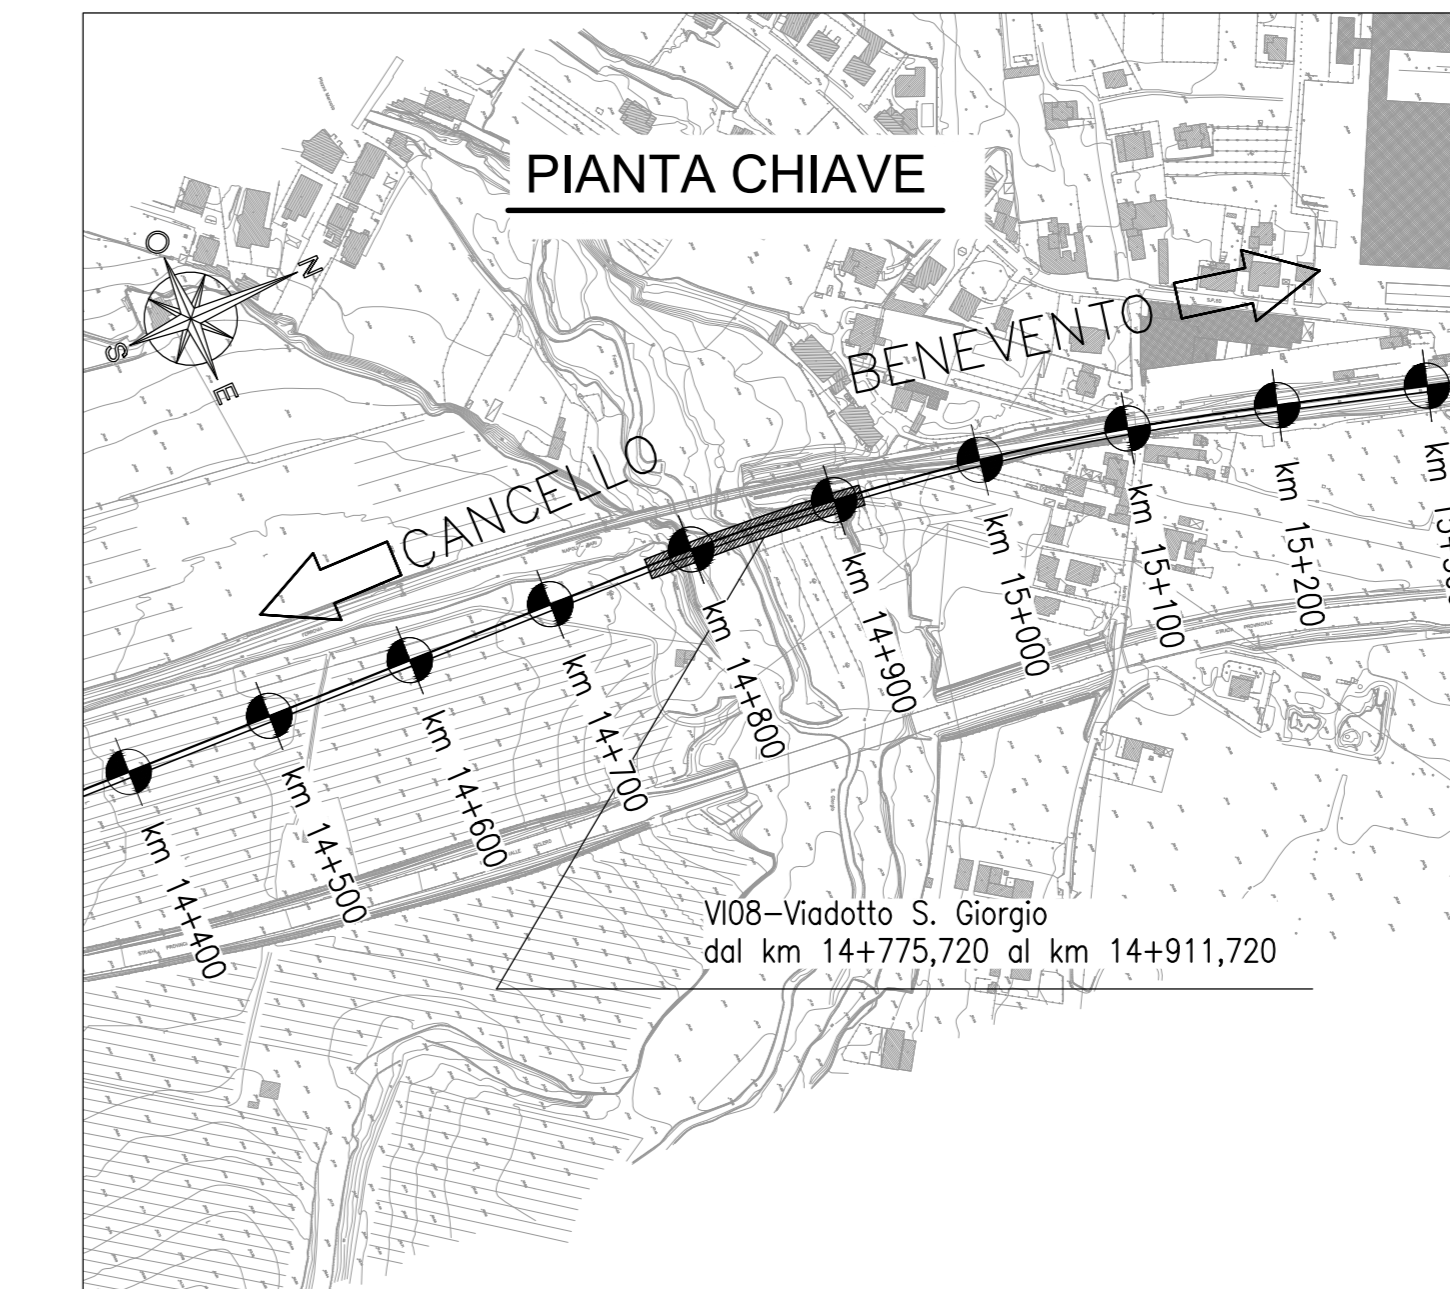 PIANTA CHIAVE
O
N
S
E
BENEVENTO
CANCELLO
km 14+400
km 14+500
km 14+600
km 14+700
km 14+800
km 14+900
km 15+000
km 15+100
km 15+200
km
STRADA PROVINCIALE
VI08-Viadotto S. Giorgio
dal km 14+775,720 al km 14+911,720